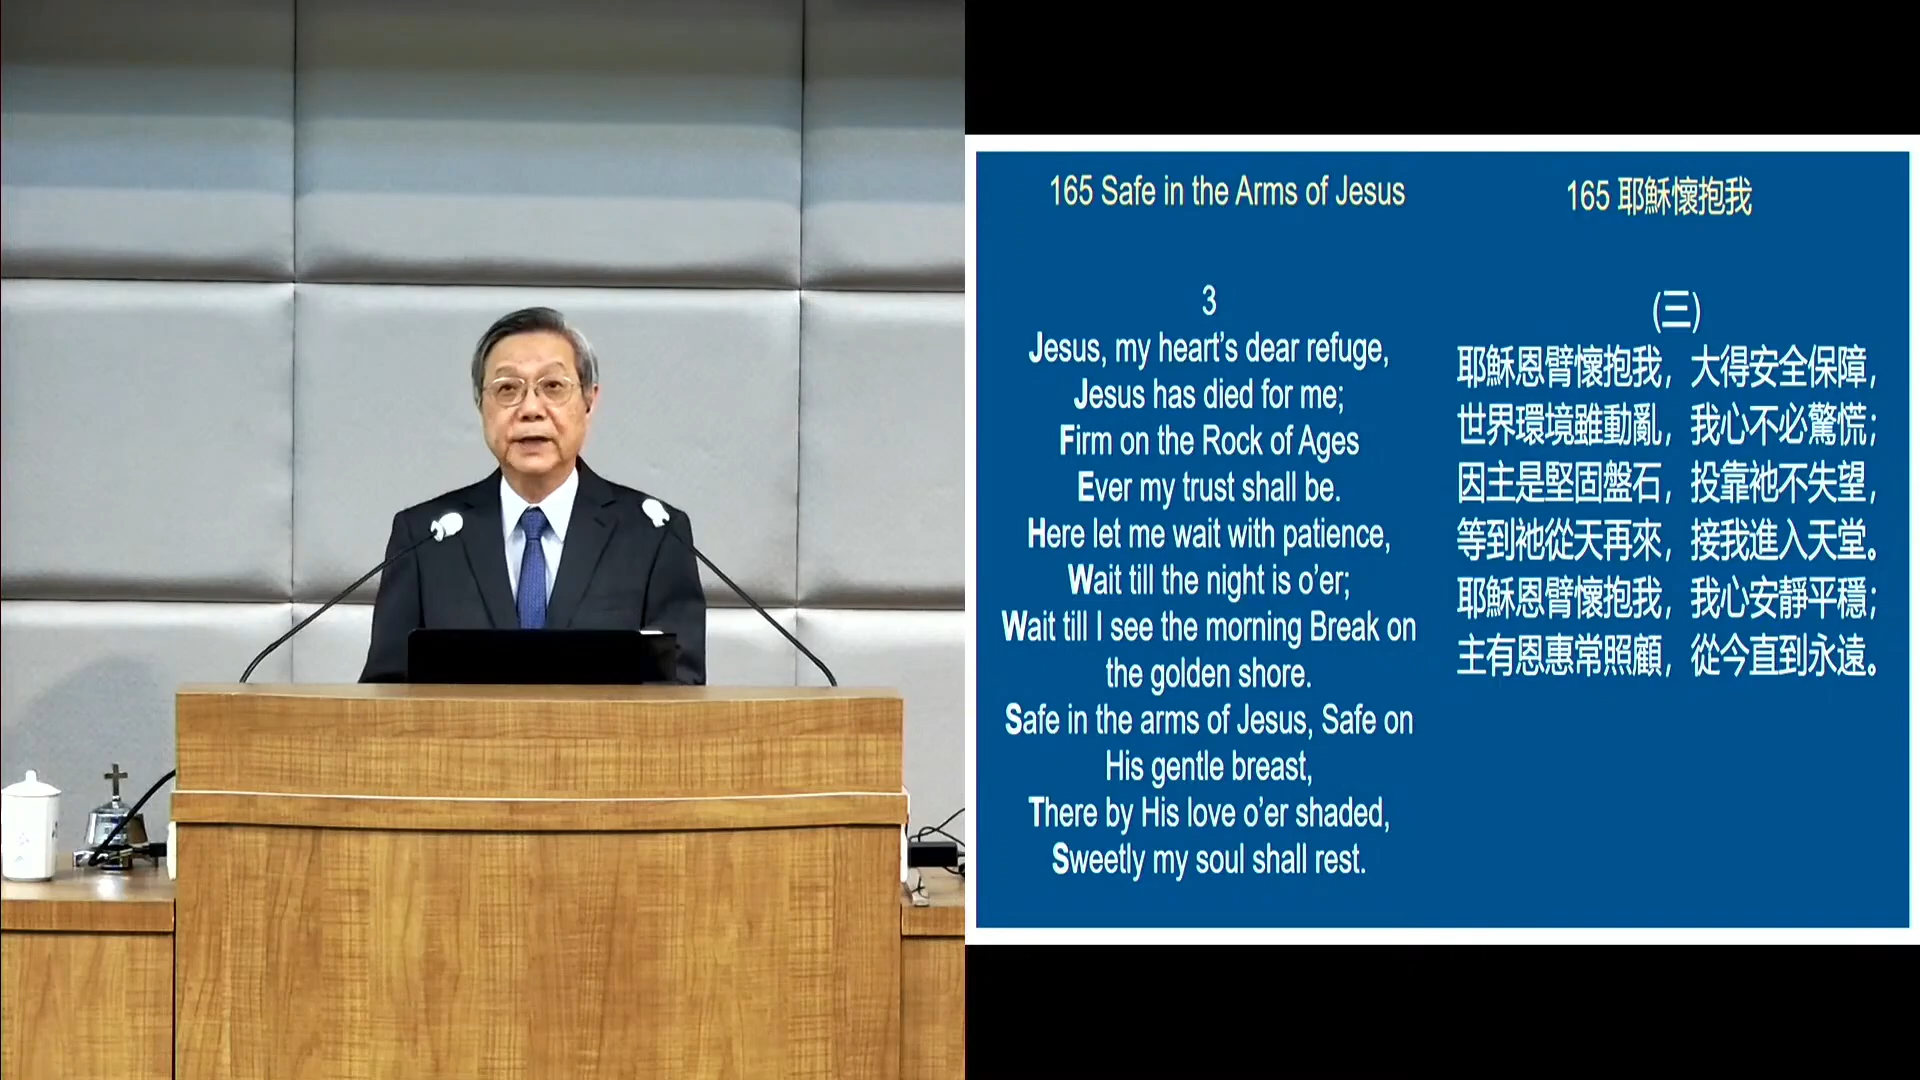 165 Safe in the Arms of Jesus
3
Jesus, my heart’s dear refuge,
Jesus has died for me;
Firm on the Rock of Ages
Ever my trust shall be.
Here let me wait with patience,
Wait till the night is o’er;
Wait till I see the morning Break on
the golden shore.
Safe in the arms of Jesus, Safe on
His gentle breast,
There by His love o’er shaded,
Sweetly my soul shall rest.
165 耶穌懷抱我
(三)
耶穌恩臂懷抱我，大得安全保障，
世界環境雖動亂，我心不必驚慌；
因主是堅固盤石，投靠祂不失望，
等到祂從天再來，接我進入天堂。
耶穌恩臂懷抱我，我心安靜平穩；
主有恩惠常照顧，從今直到永遠。